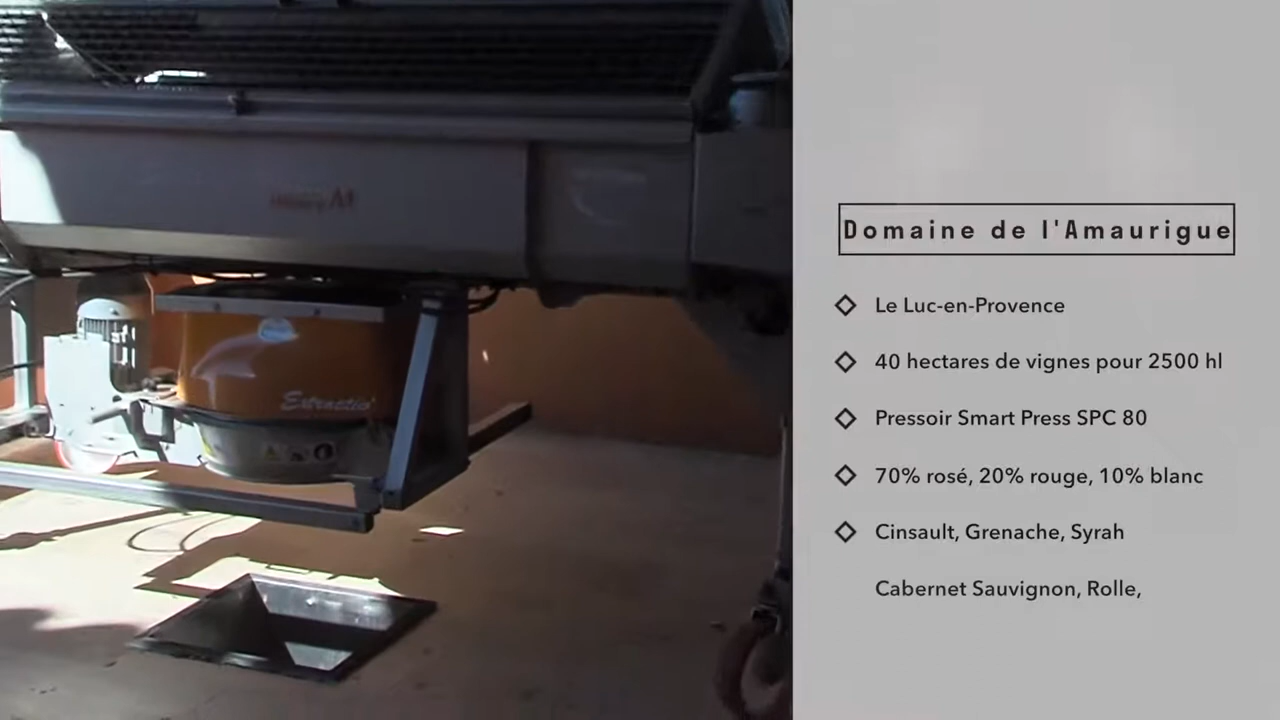 Extractiv'
Domaine de l'Amaurigue
Le Luc-en-Provence
40 hectares de vignes pour 2500 hl
Pressoir Smart Press SPC 80
70% rosé, 20% rouge, 10% blanc
Cinsault, Grenache, Syrah
Cabernet Sauvignon, Rolle,